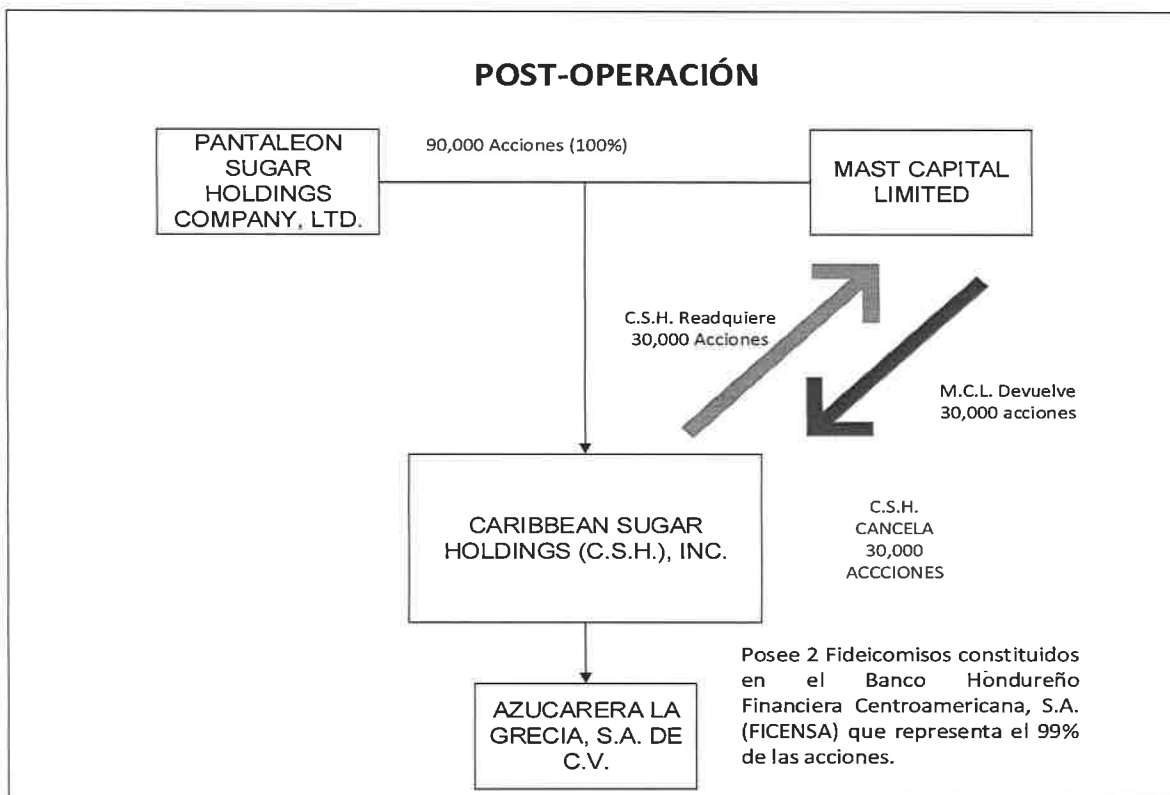 POST-OPERACIÓN
PANTALEON
SUGAR
HOLDINGS
COMPANY, LTD.
90,000 Acciones (100%)
MAST CAPITAL
LIMITED
C.S.H. Readquiere
30,000 Acciones
M.C.L. Devuelve
30,000 acciones
CARIBBEAN SUGAR
HOLDINGS (C.S.H.), INC.
C.S.H.
CANCELA
30,000
ACCCIONES
AZUCARERA LA
GRECIA, S.A. DE
C.V.
Posee 2 Fideicomisos constituidos
en el Banco Hondureño
Financiera Centroamericana, S.A.
(FICENSA) que representa el 99%
de las acciones.